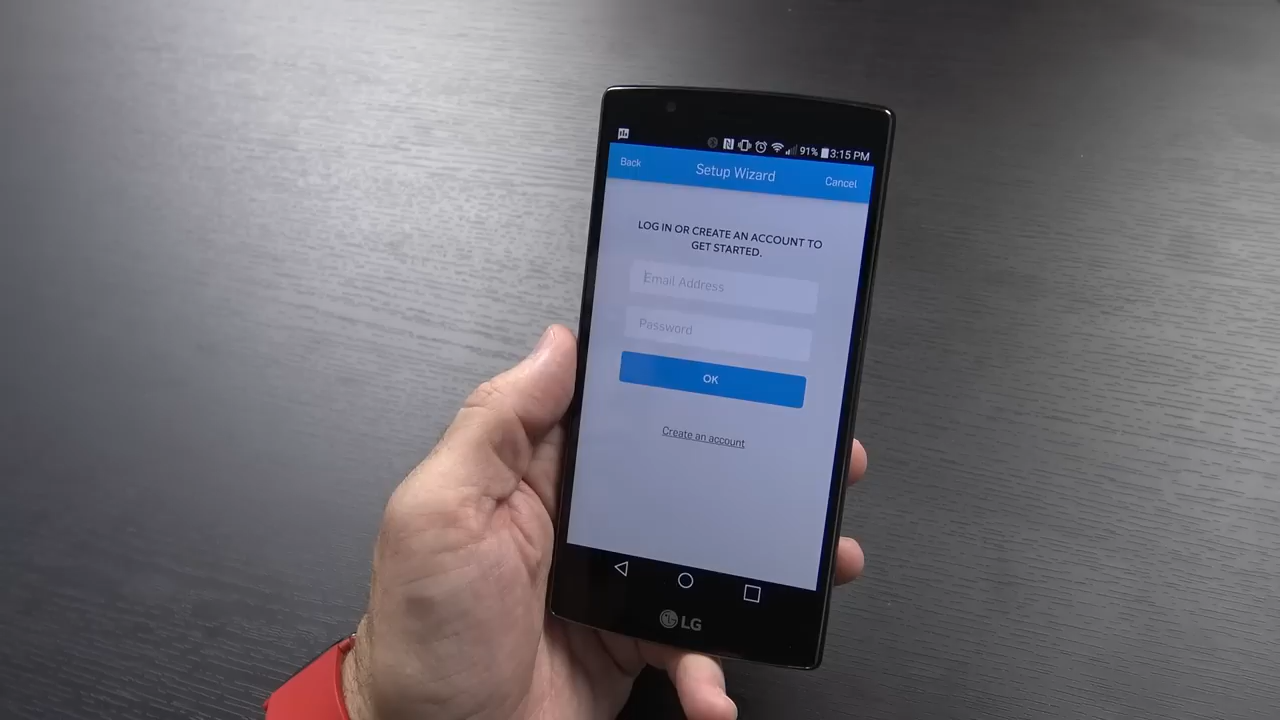 91% 3:15 PM
Back Setup Wizard Cancel
LOG IN OR CREATE AN ACCOUNT TO
GET STARTED.
Email Address
Password
OK
Create an account
LG